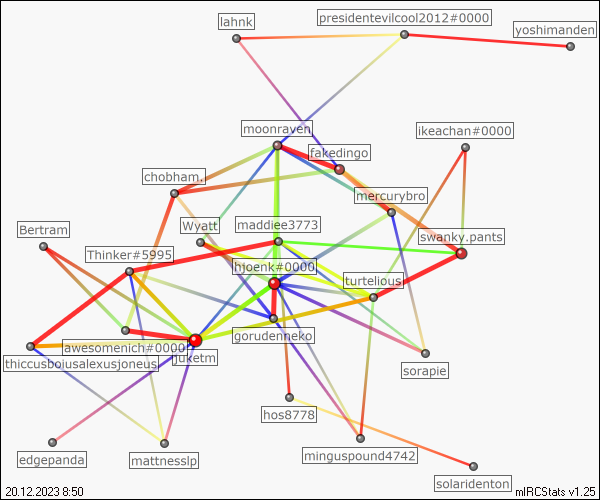 lahnk
presidentevilcool2012#0000
yoshimanden
moonraven
ikeachan#0000
fakedingo
chobham.
mercurybro
Bertram
Wyatt
maddiee3773
swanky.pants
Thinker#5995
hjoenk#0000
turtelious
gorudenneko
awesomenich#0000
juketm
thiccusboiusalexusjoneus
sorapie
hos8778
edgepanda
mattnesslp
minguspound4742
solaridenton
20.12.2023 8:50
mIRCStats v1.25